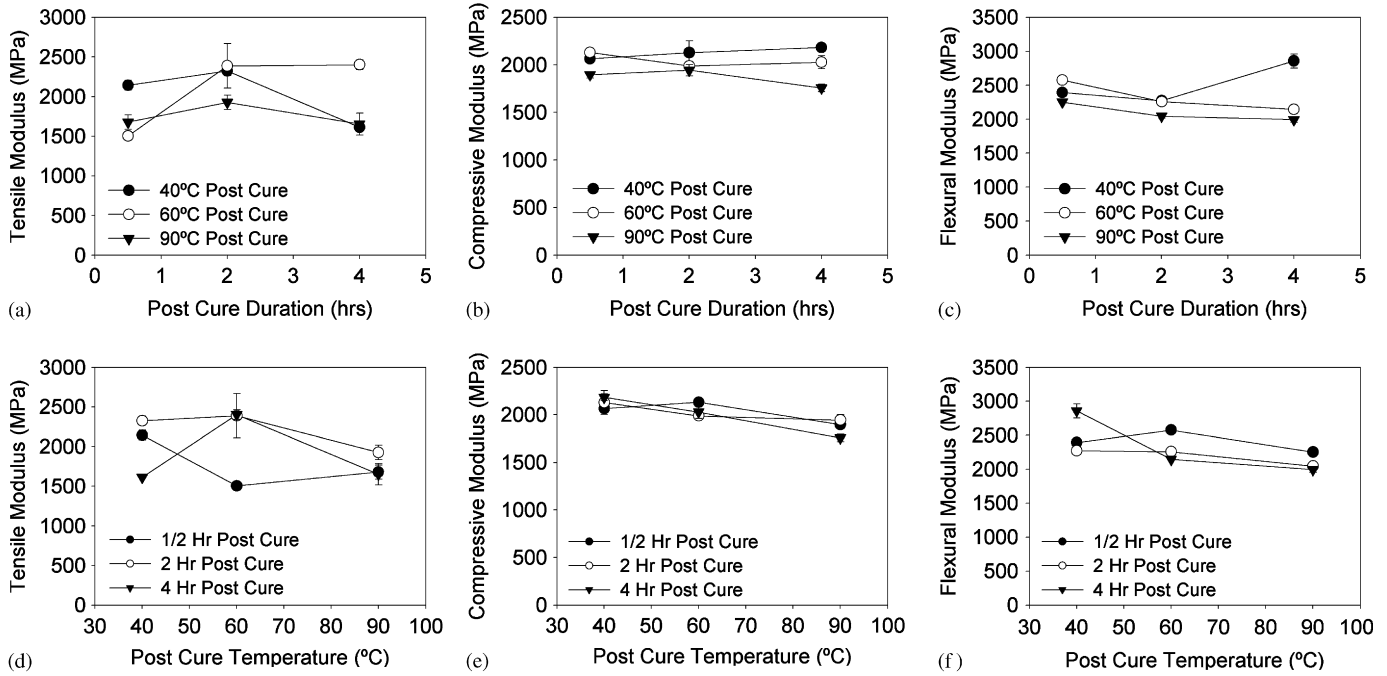 Tensile Modulus (MPa)
3000
2500
2000
1500
1000
500
0
40ºC Post Cure
60ºC Post Cure
90ºC Post Cure
0 1 2 3 4 5
Post Cure Duration (hrs)
(a)
Compressive Modulus (MPa)
2500
2000
1500
1000
500
0
40ºC Post Cure
60ºC Post Cure
90ºC Post Cure
0 1 2 3 4 5
Post Cure Duration (hrs)
(b)
Flexural Modulus (MPa)
3500
3000
2500
2000
1500
1000
500
0
40ºC Post Cure
60ºC Post Cure
90ºC Post Cure
0 1 2 3 4 5
Post Cure Duration (hrs)
(c)
Tensile Modulus (MPa)
3000
2500
2000
1500
1000
500
0
1/2 Hr Post Cure
2 Hr Post Cure
4 Hr Post Cure
30 40 50 60 70 80 90 100
Post Cure Temperature (ºC)
(d)
Compressive Modulus (MPa)
2500
2000
1500
1000
500
0
1/2 Hr Post Cure
2 Hr Post Cure
4 Hr Post Cure
30 40 50 60 70 80 90 100
Post Cure Temperature (ºC)
(e)
Flexural Modulus (MPa)
3500
3000
2500
2000
1500
1000
500
0
1/2 Hr Post Cure
2 Hr Post Cure
4 Hr Post Cure
30 40 50 60 70 80 90 100
Post Cure Temperature (ºC)
(f)